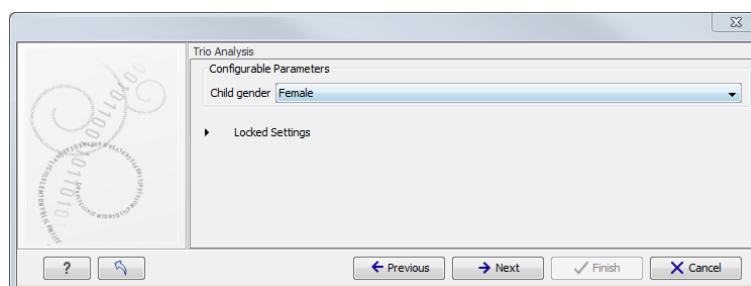 Trio Analysis
Configurable Parameters
Child gender Female
Locked Settings
? Previous Next Finish Cancel